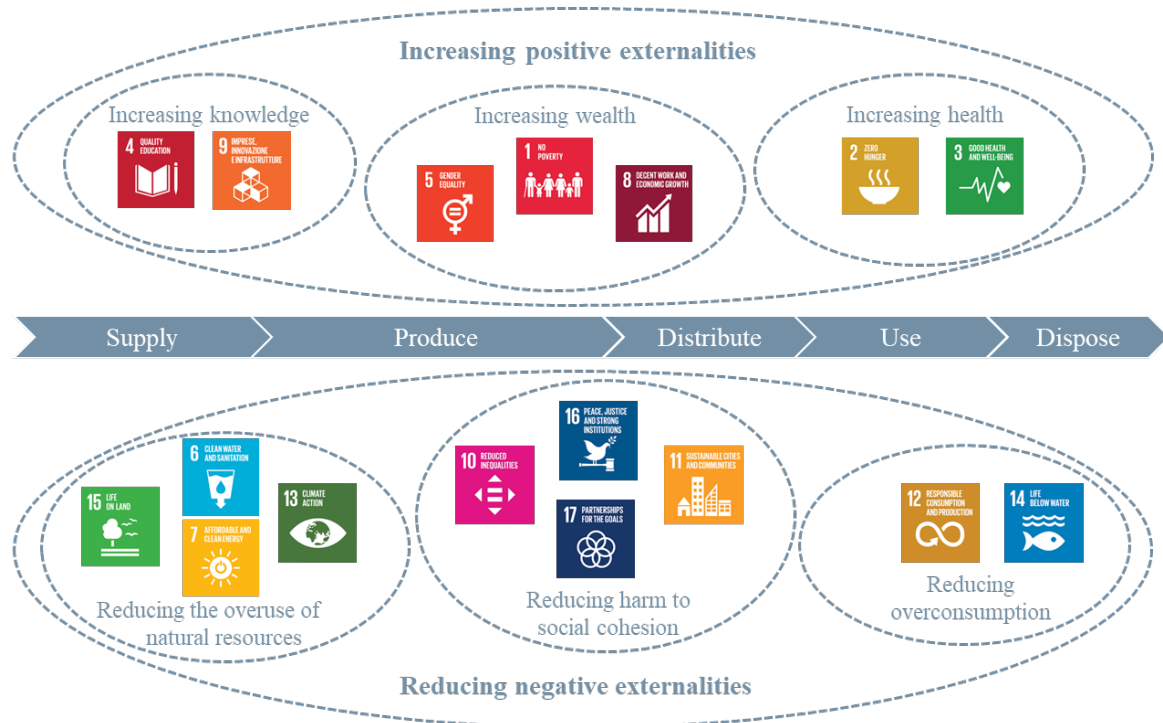 Increasing positive externalities
Increasing knowledge
4 QUALITY
EDUCATION
9 IMPRESE,
INNOVAZIONE
E INFRASTRUTTURE
Increasing wealth
5 GENDER
EQUALITY
1 NO
POVERTY
8 DECENT WORK AND
ECONOMIC GROWTH
Increasing health
2 ZERO
HUNGER
3 GOOD HEALTH
AND WELL-BEING
Supply
Produce
Distribute
Use
Dispose
15 LIFE
ON LAND
6 CLEAN WATER
AND SANITATION
7 AFFORDABLE AND
CLEAN ENERGY
13 CLIMATE
ACTION
Reducing the overuse of
natural resources
10 REDUCED
INEQUALITIES
16 PEACE, JUSTICE
AND STRONG
INSTITUTIONS
17 PARTNERSHIPS
FOR THE GOALS
11 SUSTAINABLE CITIES
AND COMMUNITIES
Reducing harm to
social cohesion
12 RESPONSIBLE
CONSUMPTION
AND PRODUCTION
14 LIFE
BELOW WATER
Reducing
overconsumption
Reducing negative externalities